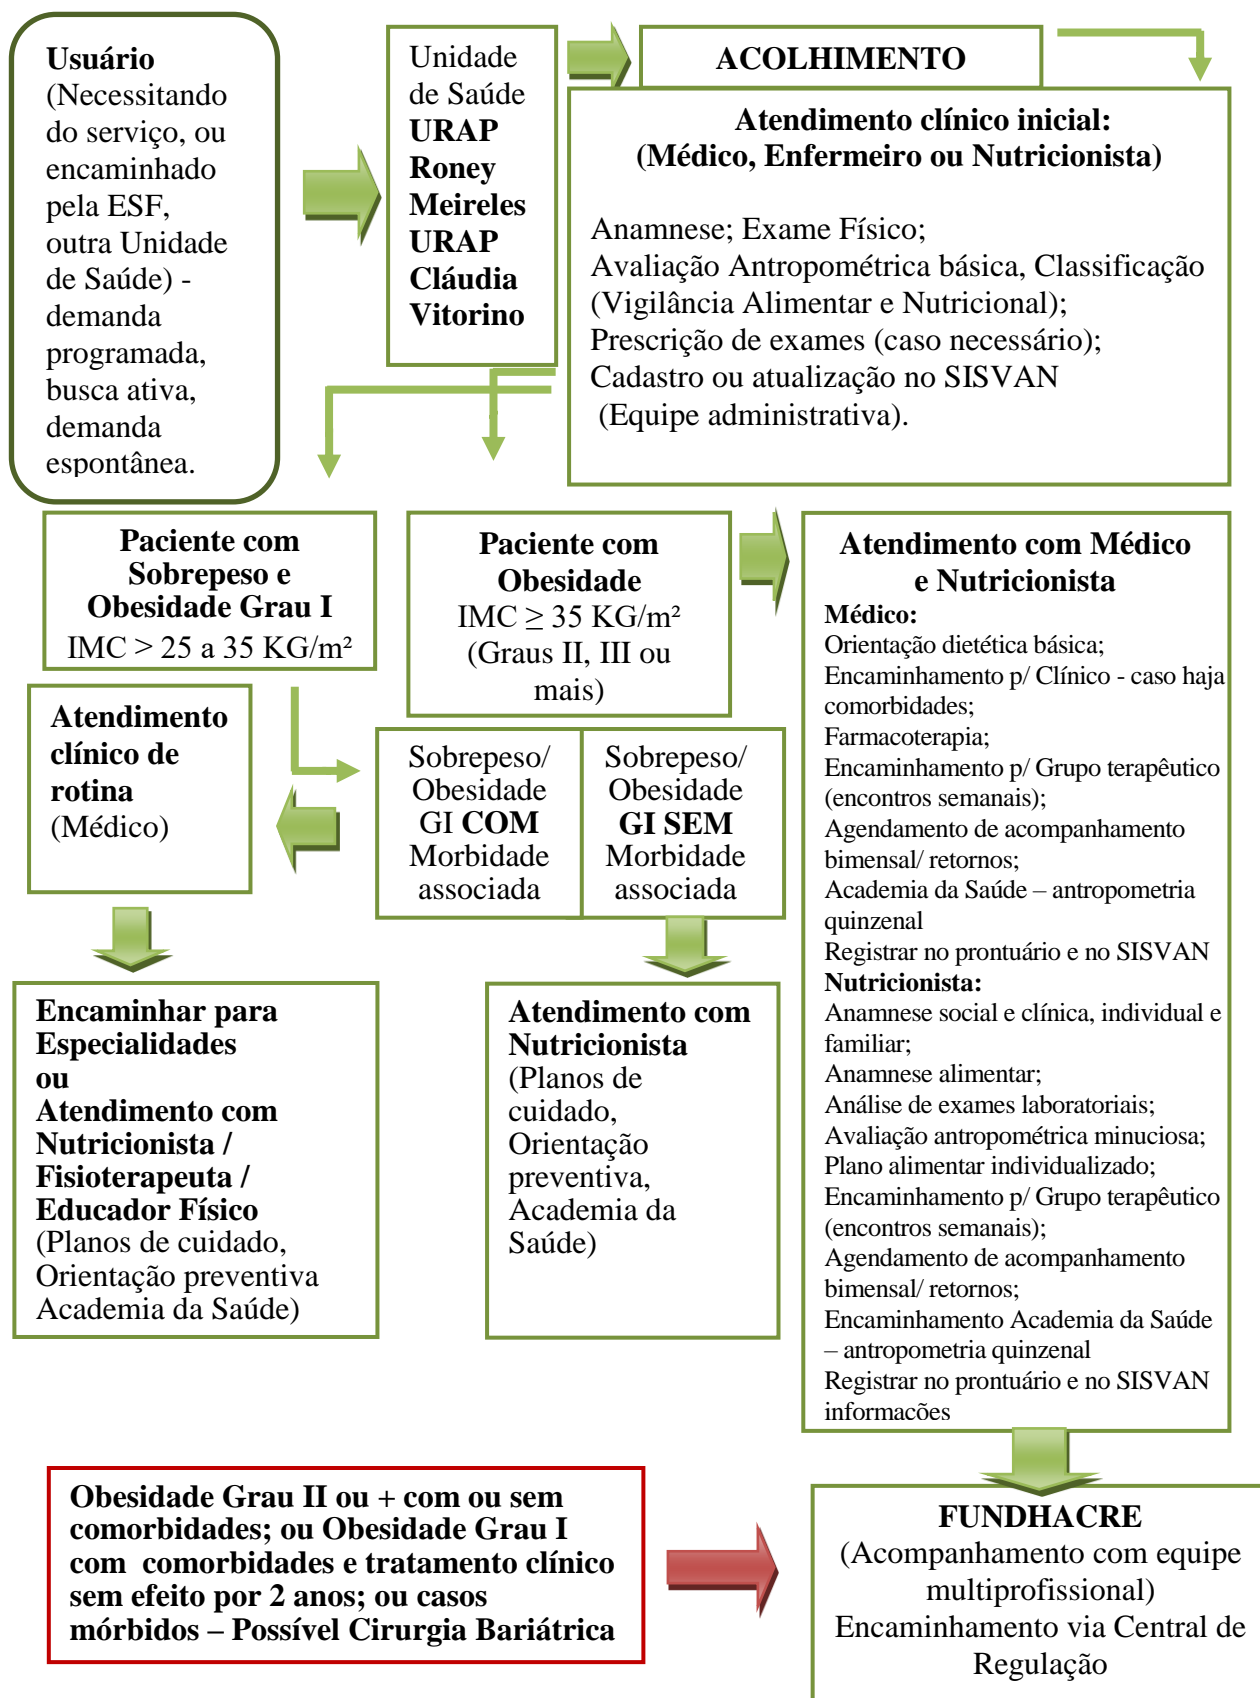 Usuário
(Necessitando
do serviço, ou
encaminhado
pela ESF,
outra Unidade
de Saúde) -
demanda
programada,
busca ativa,
demanda
espontânea.
Unidade
de Saúde
URAP
Roney
Meireles
URAP
Cláudia
Vitorino
ACOLHIMENTO
Atendimento clínico inicial:
(Médico, Enfermeiro ou Nutricionista)
Anamnese; Exame Físico;
Avaliação Antropométrica básica, Classificação
(Vigilância Alimentar e Nutricional);
Prescrição de exames (caso necessário);
Cadastro ou atualização no SISVAN
(Equipe administrativa).
Paciente com
Sobrepeso e
Obesidade Grau I
IMC > 25 a 35 KG/m²
Paciente com
Obesidade
IMC ≥ 35 KG/m²
(Graus II, III ou
mais)
Atendimento
clínico de
rotina
(Médico)
Sobrepeso/
Obesidade
GI COM
Morbidade
associada
Sobrepeso/
Obesidade
GI SEM
Morbidade
associada
Encaminhar para
Especialidades
ou
Atendimento com
Nutricionista /
Fisioterapeuta /
Educador Físico
(Planos de cuidado,
Orientação preventiva
Academia da Saúde)
Atendimento com
Nutricionista
(Planos de
cuidado,
Orientação
preventiva,
Academia da
Saúde)
Atendimento com Médico
e Nutricionista
Médico:
Orientação dietética básica;
Encaminhamento p/ Clínico - caso haja
comorbidades;
Farmacoterapia;
Encaminhamento p/ Grupo terapêutico
(encontros semanais);
Agendamento de acompanhamento
bimensal/ retornos;
Academia da Saúde – antropometria
quinzenal
Registrar no prontuário e no SISVAN
Nutricionista:
Anamnese social e clínica, individual e
familiar;
Anamnese alimentar;
Análise de exames laboratoriais;
Avaliação antropométrica minuciosa;
Plano alimentar individualizado;
Encaminhamento p/ Grupo terapêutico
(encontros semanais);
Agendamento de acompanhamento
bimensal/ retornos;
Encaminhamento Academia da Saúde
– antropometria quinzenal
Registrar no prontuário e no SISVAN
informacões
Obesidade Grau II ou + com ou sem
comorbidades; ou Obesidade Grau I
com comorbidades e tratamento clínico
sem efeito por 2 anos; ou casos
mórbidos – Possível Cirurgia Bariátrica
FUNDHACRE
(Acompanhamento com equipe
multiprofissional)
Encaminhamento via Central de
Regulação